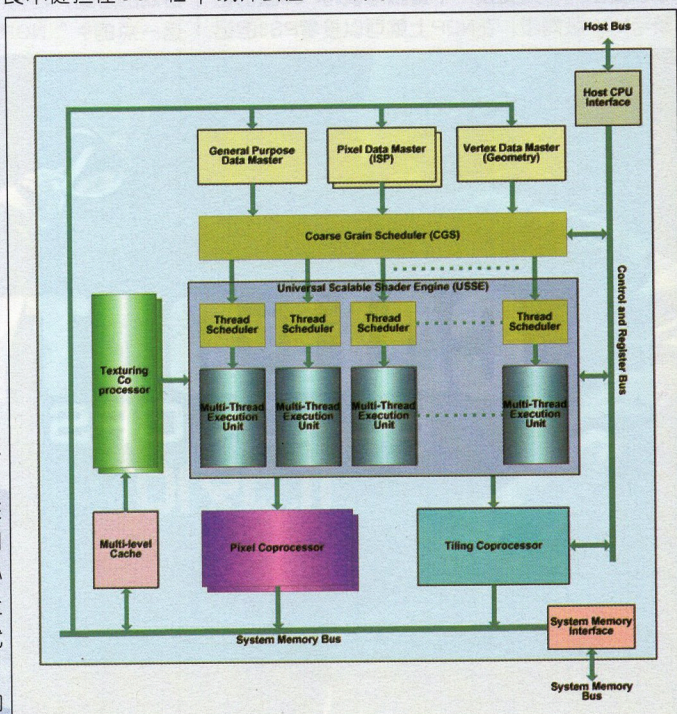 Host Bus
Host CPU
Interface
General Purpose
Data Master
Pixel Data Master
(ISP)
Vertex Data Master
(Geometry)
Coarse Grain Scheduler (CGS)
Universal Scalable Shader Engine (USSE)
Thread
Scheduler
Thread
Scheduler
Thread
Scheduler
Thread
Scheduler
Control and Register Bus
Texturing
Co
processor
Multi-Thread
Execution
Unit
Multi-Thread
Execution
Unit
Multi-Thread
Execution
Unit
Multi-Thread
Execution
Unit
Multi-level
Cache
Pixel Coprocessor
Tiling Coprocessor
System Memory
Interface
System Memory Bus
System Memory
Bus